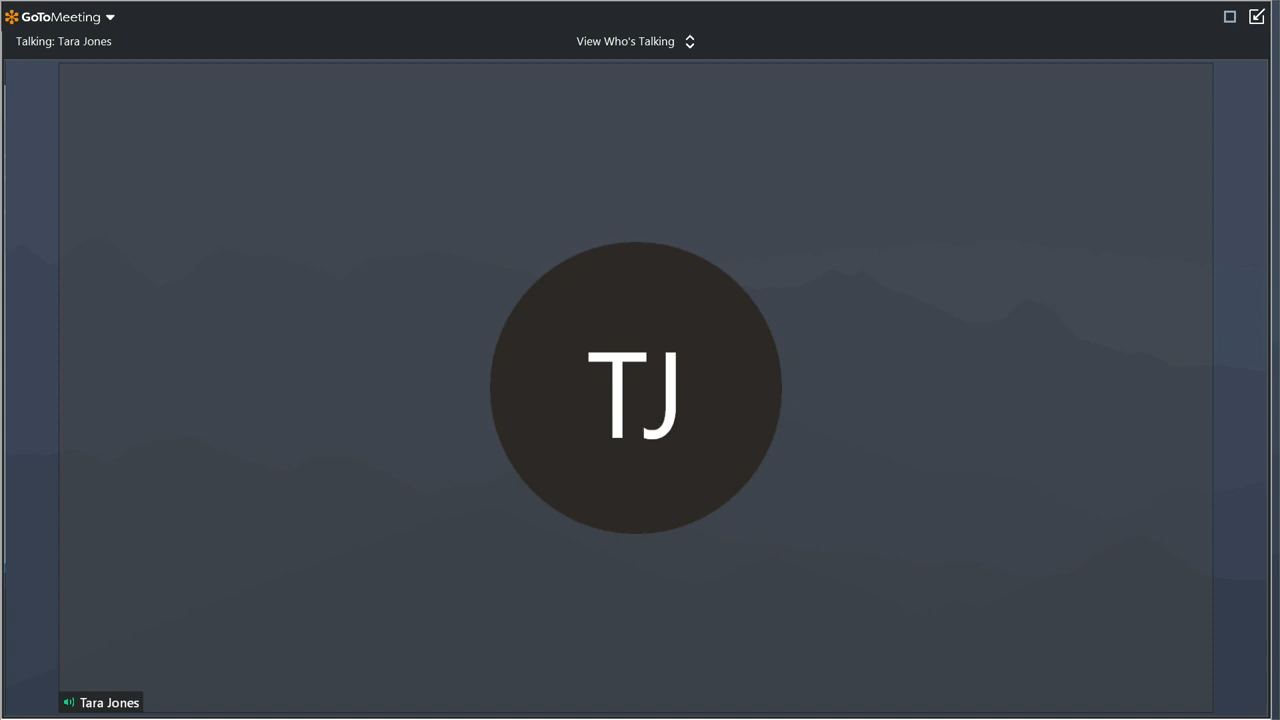 GoToMeeting
Talking: Tara Jones
View Who's Talking
TJ
Tara Jones